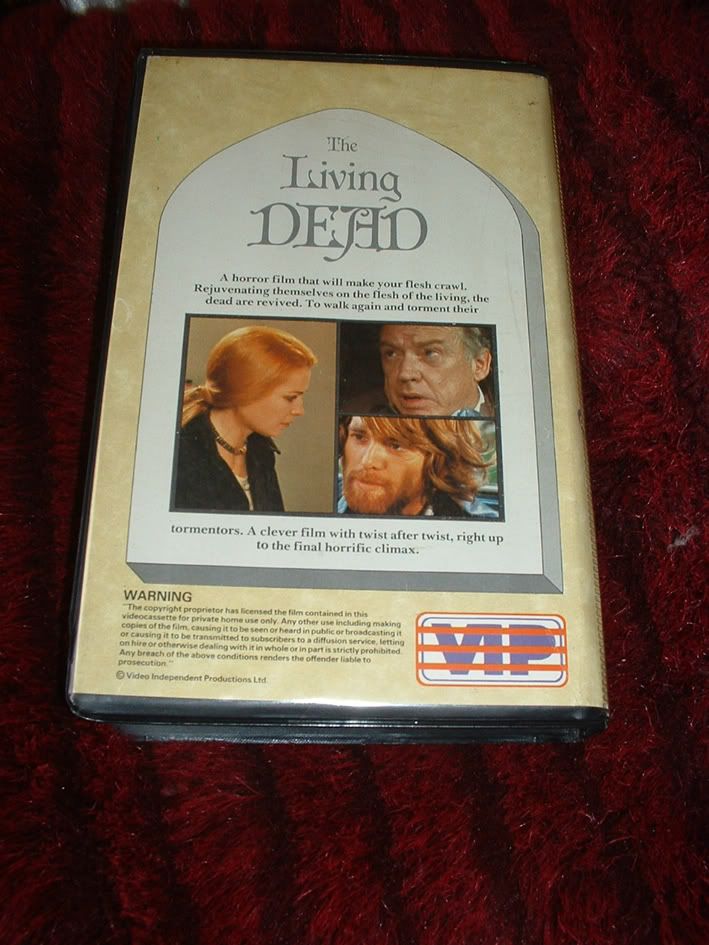 The
Living
DEAD
A horror film that will make your flesh crawl.
Rejuvenating themselves on the flesh of the living, the
dead are revived. To walk again and torment their
tormentors. A clever film with twist after twist, right up
to the final horrific climax.
WARNING
"The copyright proprietor has licensed the film contained in this
videocassette for private home use only. Any other use including making
copies of the film, causing it to be seen or heard in public or broadcasting it
or causing it to be transmitted to subscribers to a diffusion service, letting
on hire or otherwise dealing with it in whole or in part is strictly prohibited.
Any breach of the above conditions renders the offender liable to
prosecution."
© Video Independent Productions Ltd.
VIP